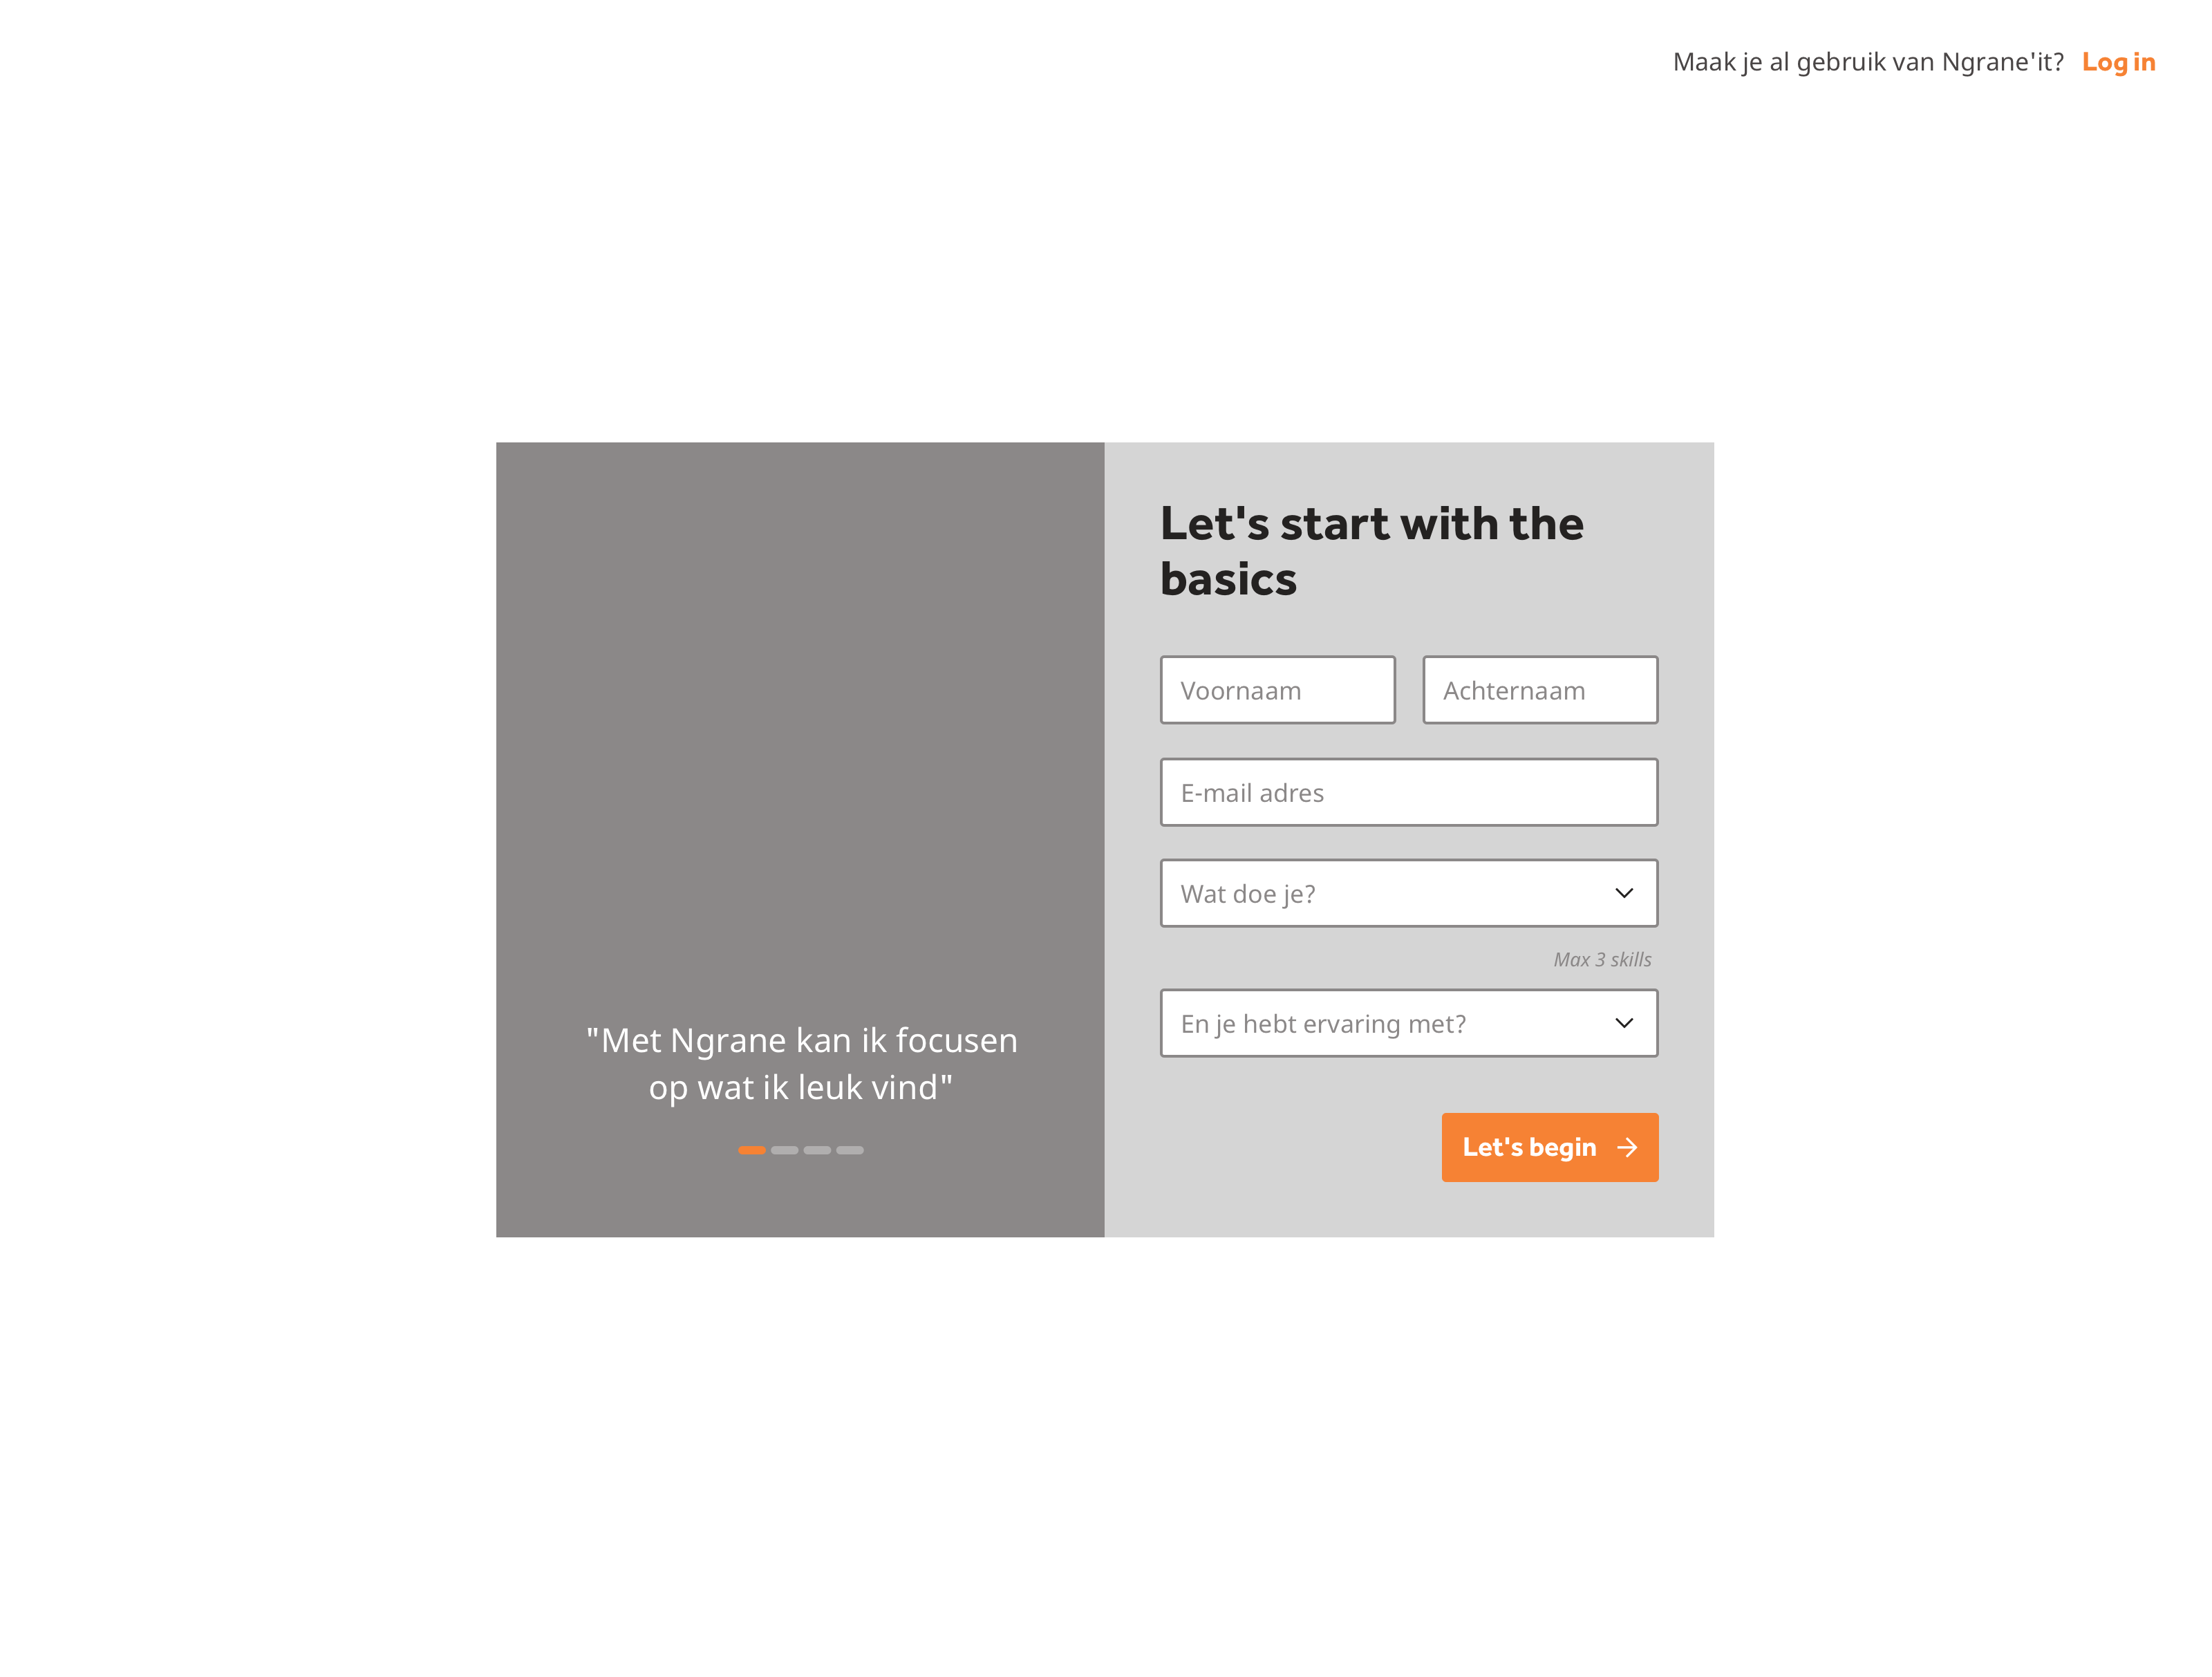 Maak je al gebruik van Ngrane'it? Log in
Let's start with the
basics
Voornaam
Achternaam
E-mail adres
Wat doe je?
Max 3 skills
En je hebt ervaring met?
Let's begin
"Met Ngrane kan ik focusen
op wat ik leuk vind"